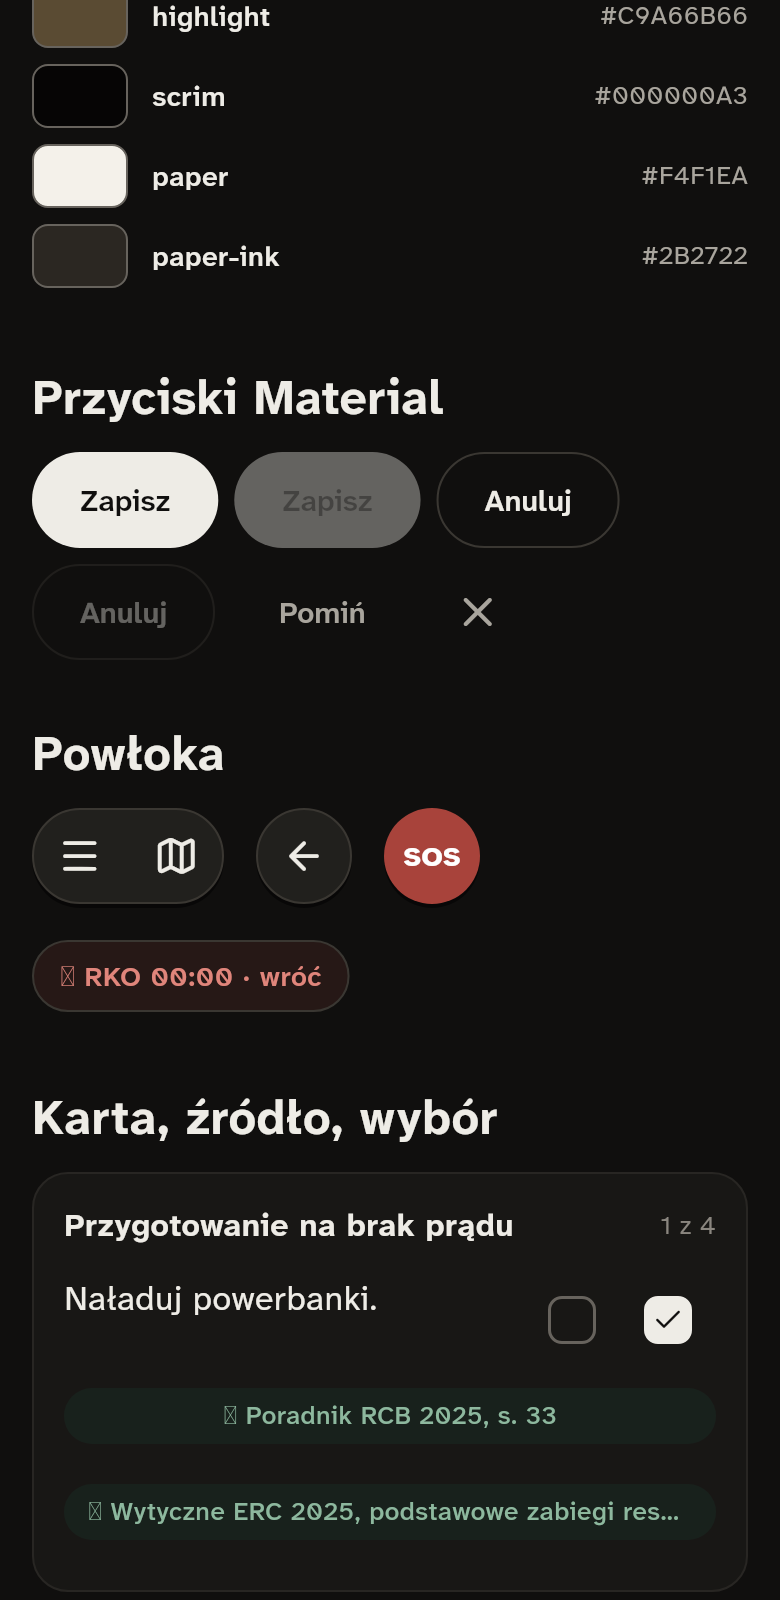 highlight #C9A66B66
scrim #000000A3
paper #F4F1EA
paper-ink #2B2722
Przyciski Material
Zapisz Zapisz Anuluj
Anuluj Pomiń
Powłoka
SOS
RKO 00:00 · wróć
Karta, źródło, wybór
Przygotowanie na brak prądu 1 z 4
Naładuj powerbanki.
Poradnik RCB 2025, s. 33
Wytyczne ERC 2025, podstawowe zabiegi res...